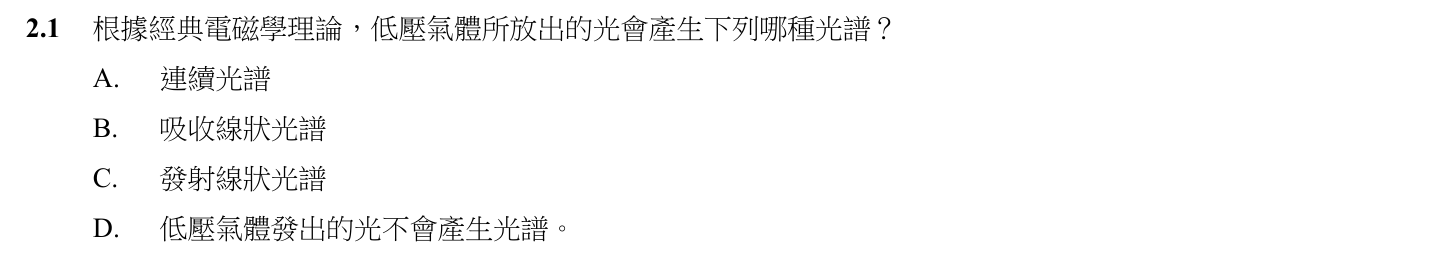 2.1 根據經典電磁學理論，低壓氣體所放出的光會產生下列哪種光譜？
A. 連續光譜
B. 吸收線狀光譜
C. 發射線狀光譜
D. 低壓氣體發出的光不會產生光譜。